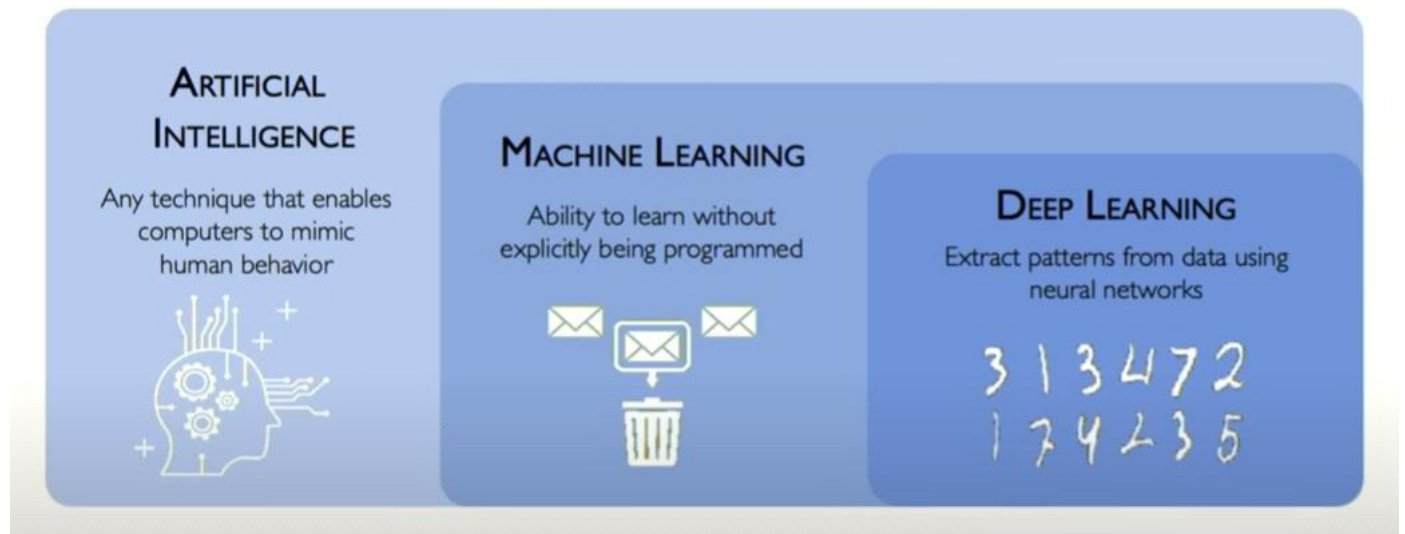 ARTIFICIAL
INTELLIGENCE
Any technique that enables
computers to mimic
human behavior
MACHINE LEARNING
Ability to learn without
explicitly being programmed
DEEP LEARNING
Extract patterns from data using
neural networks
3 1 3 4 7 2
1 7 4 2 3 5